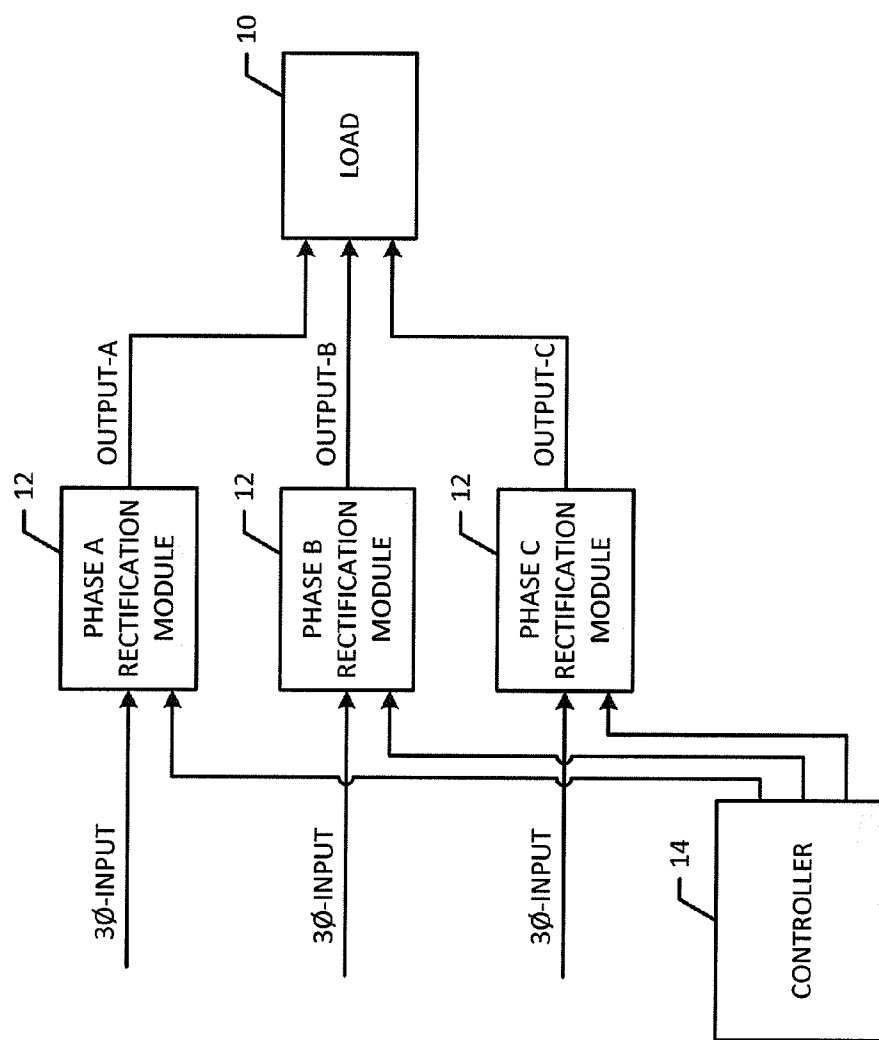 12
3Ø-INPUT
PHASE A
RECTIFICATION
MODULE
OUTPUT-A
12
3Ø-INPUT
PHASE B
RECTIFICATION
MODULE
OUTPUT-B
10
LOAD
12
3Ø-INPUT
PHASE C
RECTIFICATION
MODULE
OUTPUT-C
14
CONTROLLER